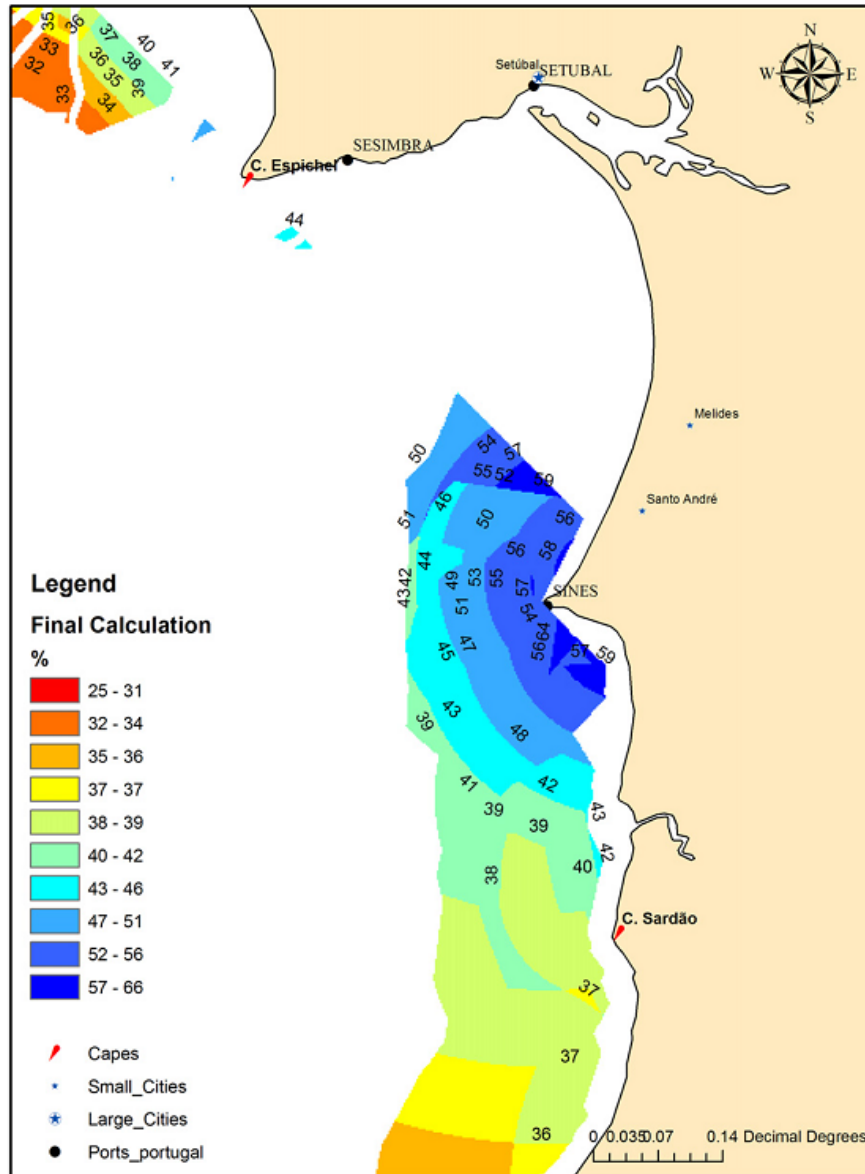 35
36
37
40
33
36
38
41
32
35
39
33
34
N
W
E
S
Setúbal
SETUBAL
SESIMBRA
C. Espichel
44
Melides
50
54
57
55
52
59
46
Santo André
51
50
56
56
58
44
42
49
53
55
57
43
51
SINES
54
64
47
45
56
57
59
43
39
48
41
42
39
43
39
42
38
40
C. Sardão
37
37
36
Legend
Final Calculation
%
25 - 31
32 - 34
35 - 36
37 - 37
38 - 39
40 - 42
43 - 46
47 - 51
52 - 56
57 - 66
Capes
Small_Cities
Large_Cities
Ports_portugal
0 0.035 0.07 0.14 Decimal Degrees